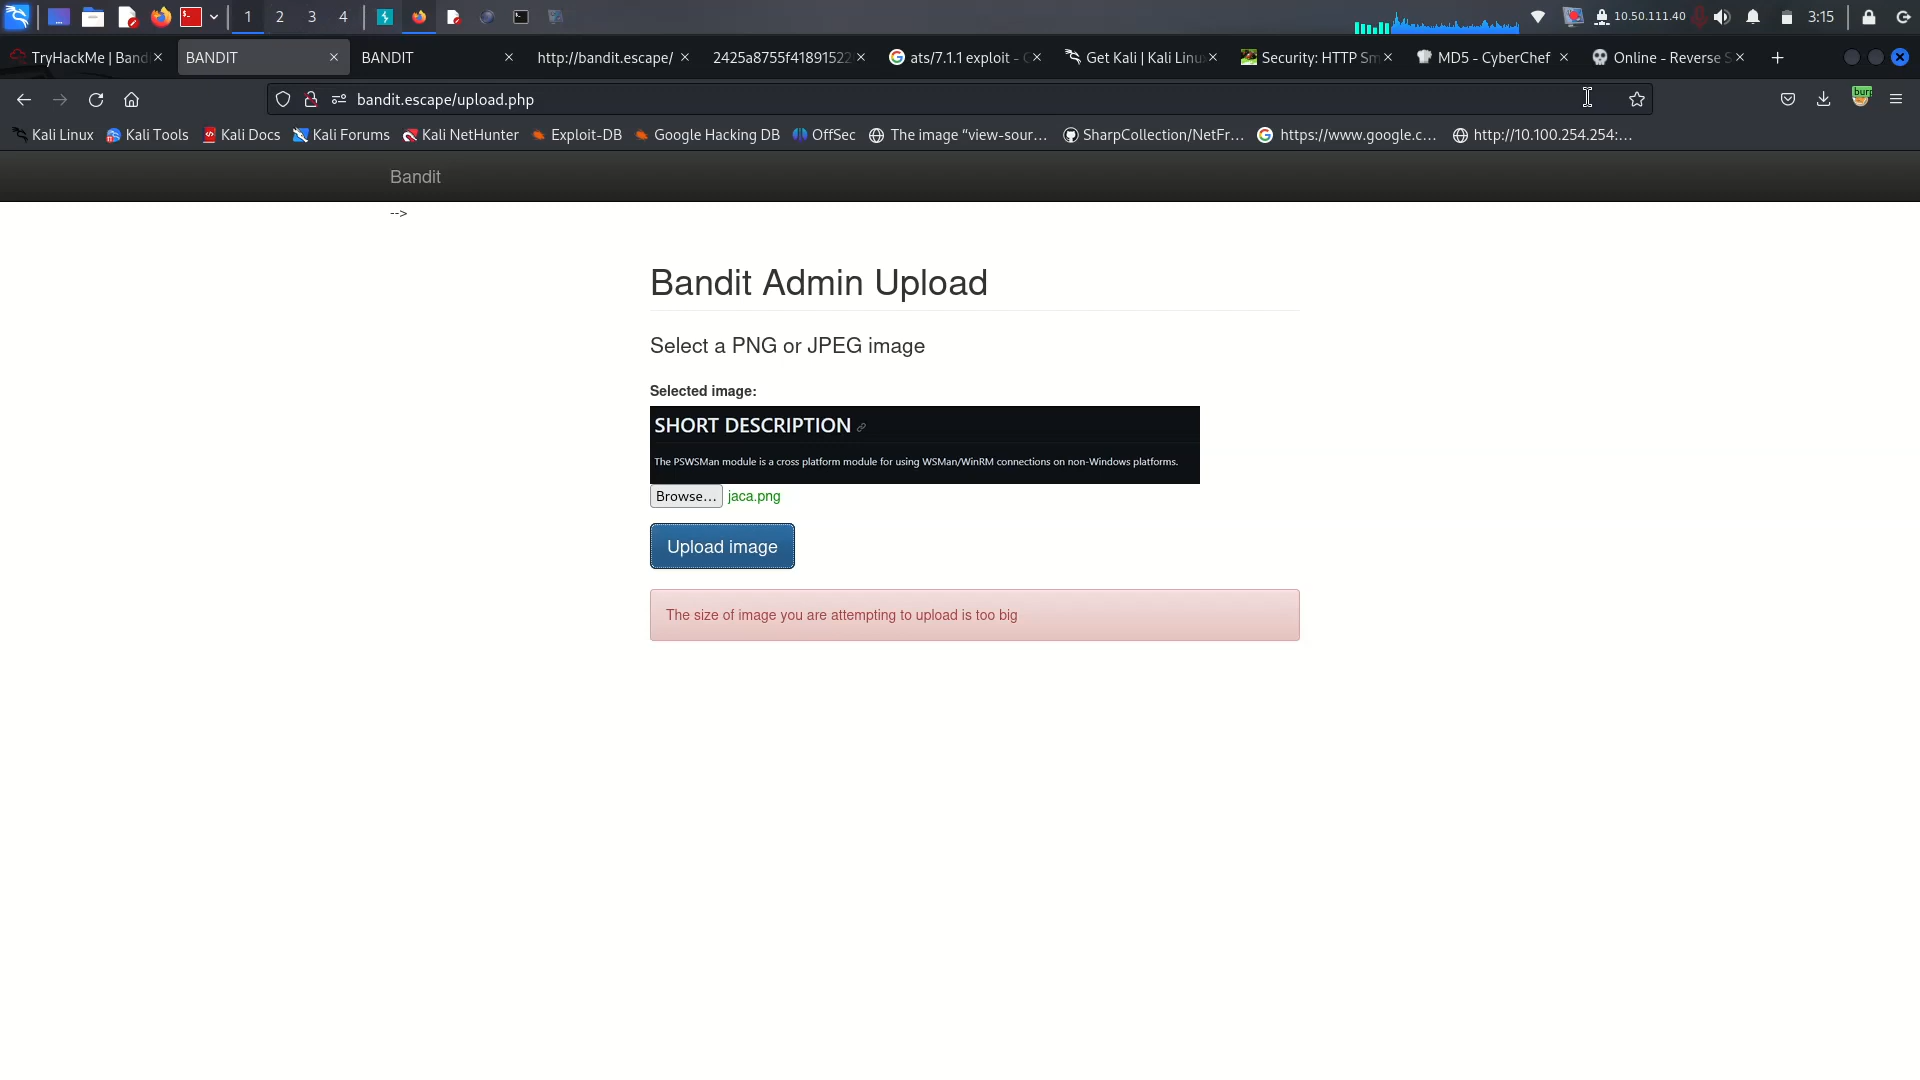 1 2 3 4 10.50.111.40 3:15
TryHackMe | Band BANDIT BANDIT http://bandit.escape/ 2425a8755f41891522 ats/7.1.1 exploit - Get Kali | Kali Linu Security: HTTP Sm MD5 - CyberChef Online - Reverse S
bandit.escape/upload.php burp
Kali Linux Kali Tools Kali Docs Kali Forums Kali NetHunter Exploit-DB Google Hacking DB OffSec The image “view-sour… SharpCollection/NetFr… https://www.google.c… http://10.100.254.254:…
Bandit
-->
Bandit Admin Upload
Select a PNG or JPEG image
Selected image:
SHORT DESCRIPTION
The PSWSMan module is a cross platform module for using WSMan/WinRM connections on non-Windows platforms.
Browse… jaca.png
Upload image
The size of image you are attempting to upload is too big